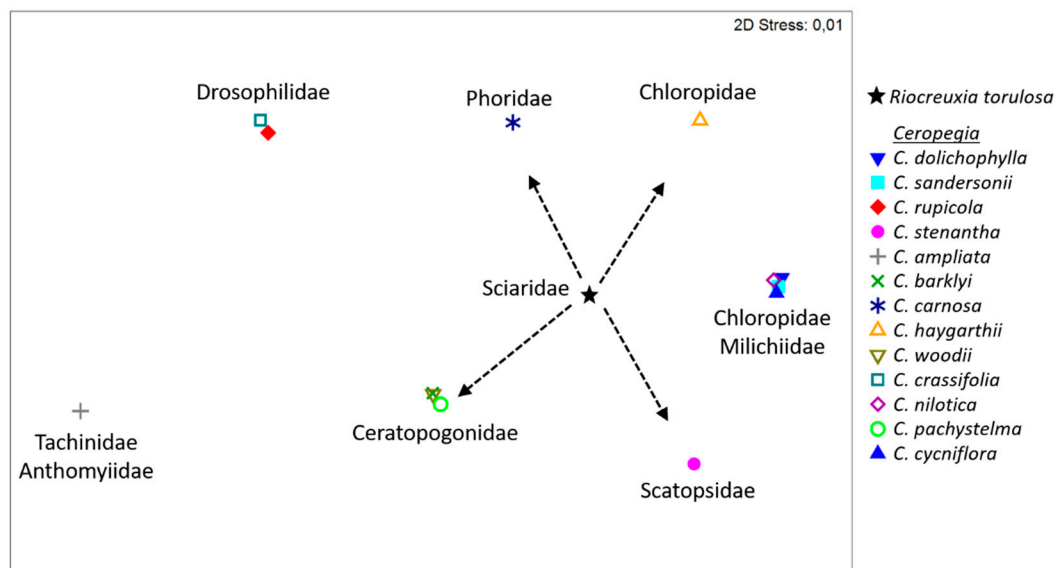 2D Stress: 0,01
Drosophilidae
Phoridae
Chloropidae
Sciaridae
Chloropidae
Milichiidae
Ceratopogonidae
Tachinidae
Anthomyiidae
Scatopsidae
Riocreuxia torulosa
Ceropegia
C. dolichophylla
C. sandersonii
C. rupicola
C. stenantha
C. ampliata
C. barklyi
C. carnosa
C. haygarthii
C. woodii
C. crassifolia
C. nilotica
C. pachystelma
C. cycniflora